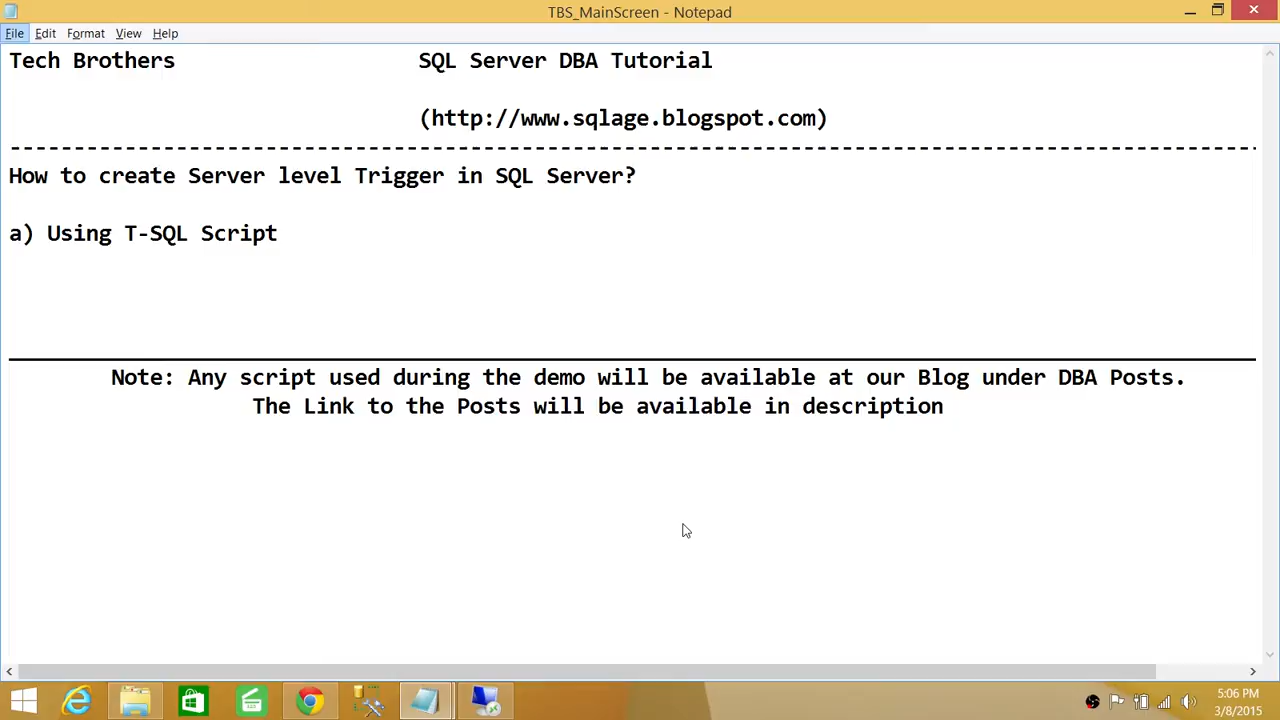 TBS_MainScreen - Notepad
File Edit Format View Help
Tech Brothers SQL Server DBA Tutorial
(http://www.sqlage.blogspot.com)
How to create Server level Trigger in SQL Server?
a) Using T-SQL Script
Note: Any script used during the demo will be available at our Blog under DBA Posts.
The Link to the Posts will be available in description
5:06 PM
3/8/2015